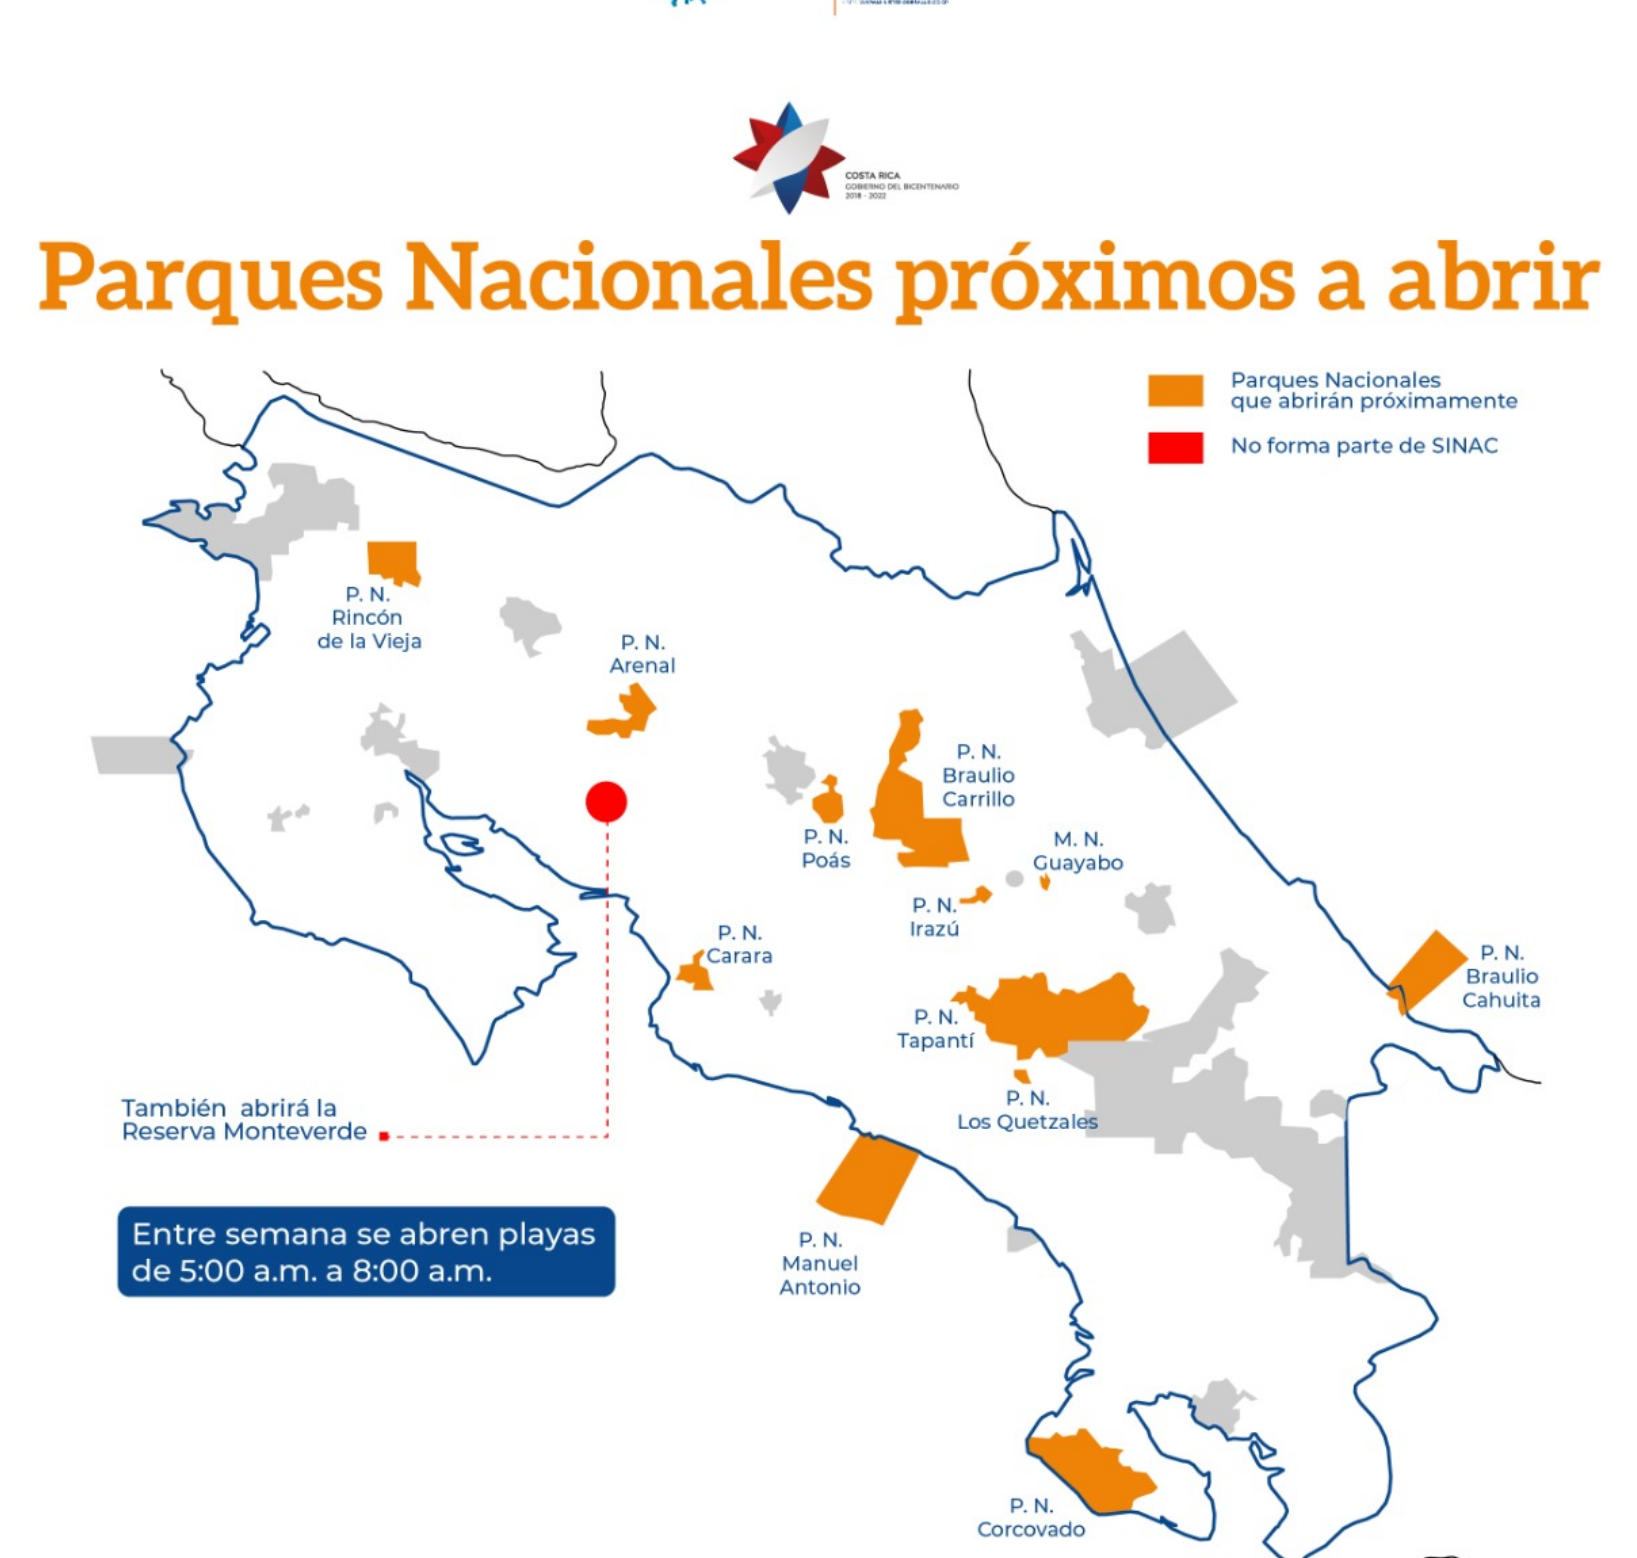 COSTA RICA
GOBIERNO DEL BICENTENARIO
2018 - 2022
Parques Nacionales próximos a abrir
Parques Nacionales
que abrirán próximamente
No forma parte de SINAC
P. N.
Rincón
de la Vieja
P. N.
Arenal
P. N.
Braulio
Carrillo
P. N.
Poás
M. N.
Guayabo
P. N.
Irazú
P. N.
Carara
P. N.
Braulio
Cahuita
P. N.
Tapantí
P. N.
Los Quetzales
También abrirá la
Reserva Monteverde
Entre semana se abren playas
de 5:00 a.m. a 8:00 a.m.
P. N.
Manuel
Antonio
P. N.
Corcovado